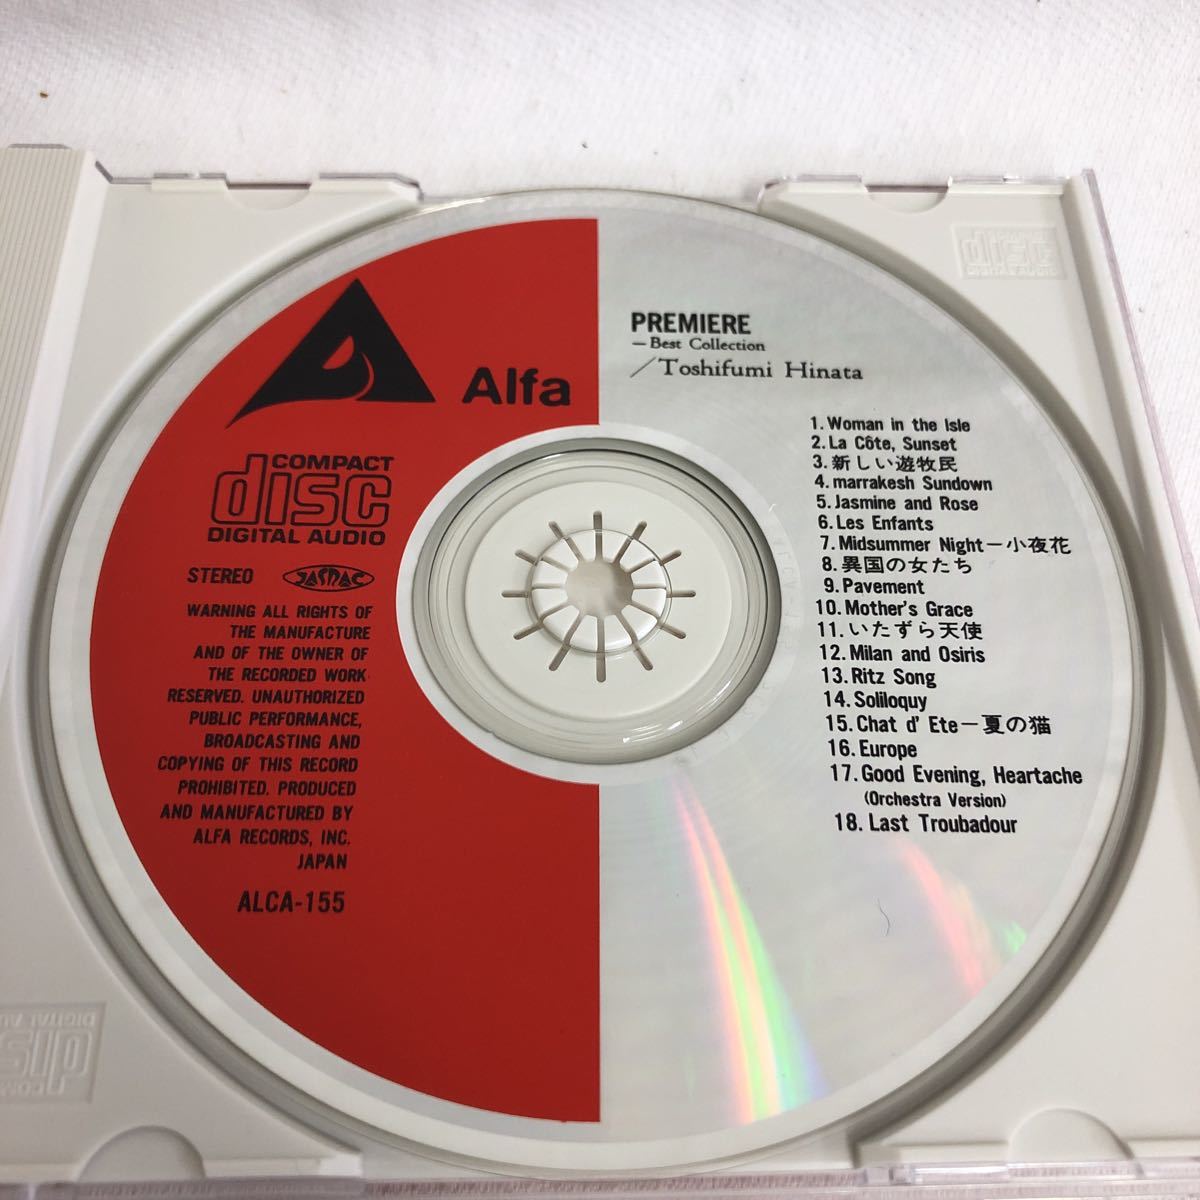 Alfa
COMPACT
disc
DIGITAL AUDIO
STEREO JASRAC
WARNING ALL RIGHTS OF
THE MANUFACTURE
AND OF THE OWNER OF
THE RECORDED WORK
RESERVED. UNAUTHORIZED
PUBLIC PERFORMANCE,
BROADCASTING AND
COPYING OF THIS RECORD
PROHIBITED. PRODUCED
AND MANUFACTURED BY
ALFA RECORDS, INC.
JAPAN
ALCA-155
PREMIERE
—Best Collection
／Toshifumi Hinata
1. Woman in the Isle
2. La Côte, Sunset
3. 新しい遊牧民
4. marrakesh Sundown
5. Jasmine and Rose
6. Les Enfants
7. Midsummer Night—小夜花
8. 異国の女たち
9. Pavement
10. Mother's Grace
11. いたずら天使
12. Milan and Osiris
13. Ritz Song
14. Soliloquy
15. Chat d' Ete—夏の猫
16. Europe
17. Good Evening, Heartache
(Orchestra Version)
18. Last Troubadour
COMPACT
disc
DIGITAL AUDIO
disc